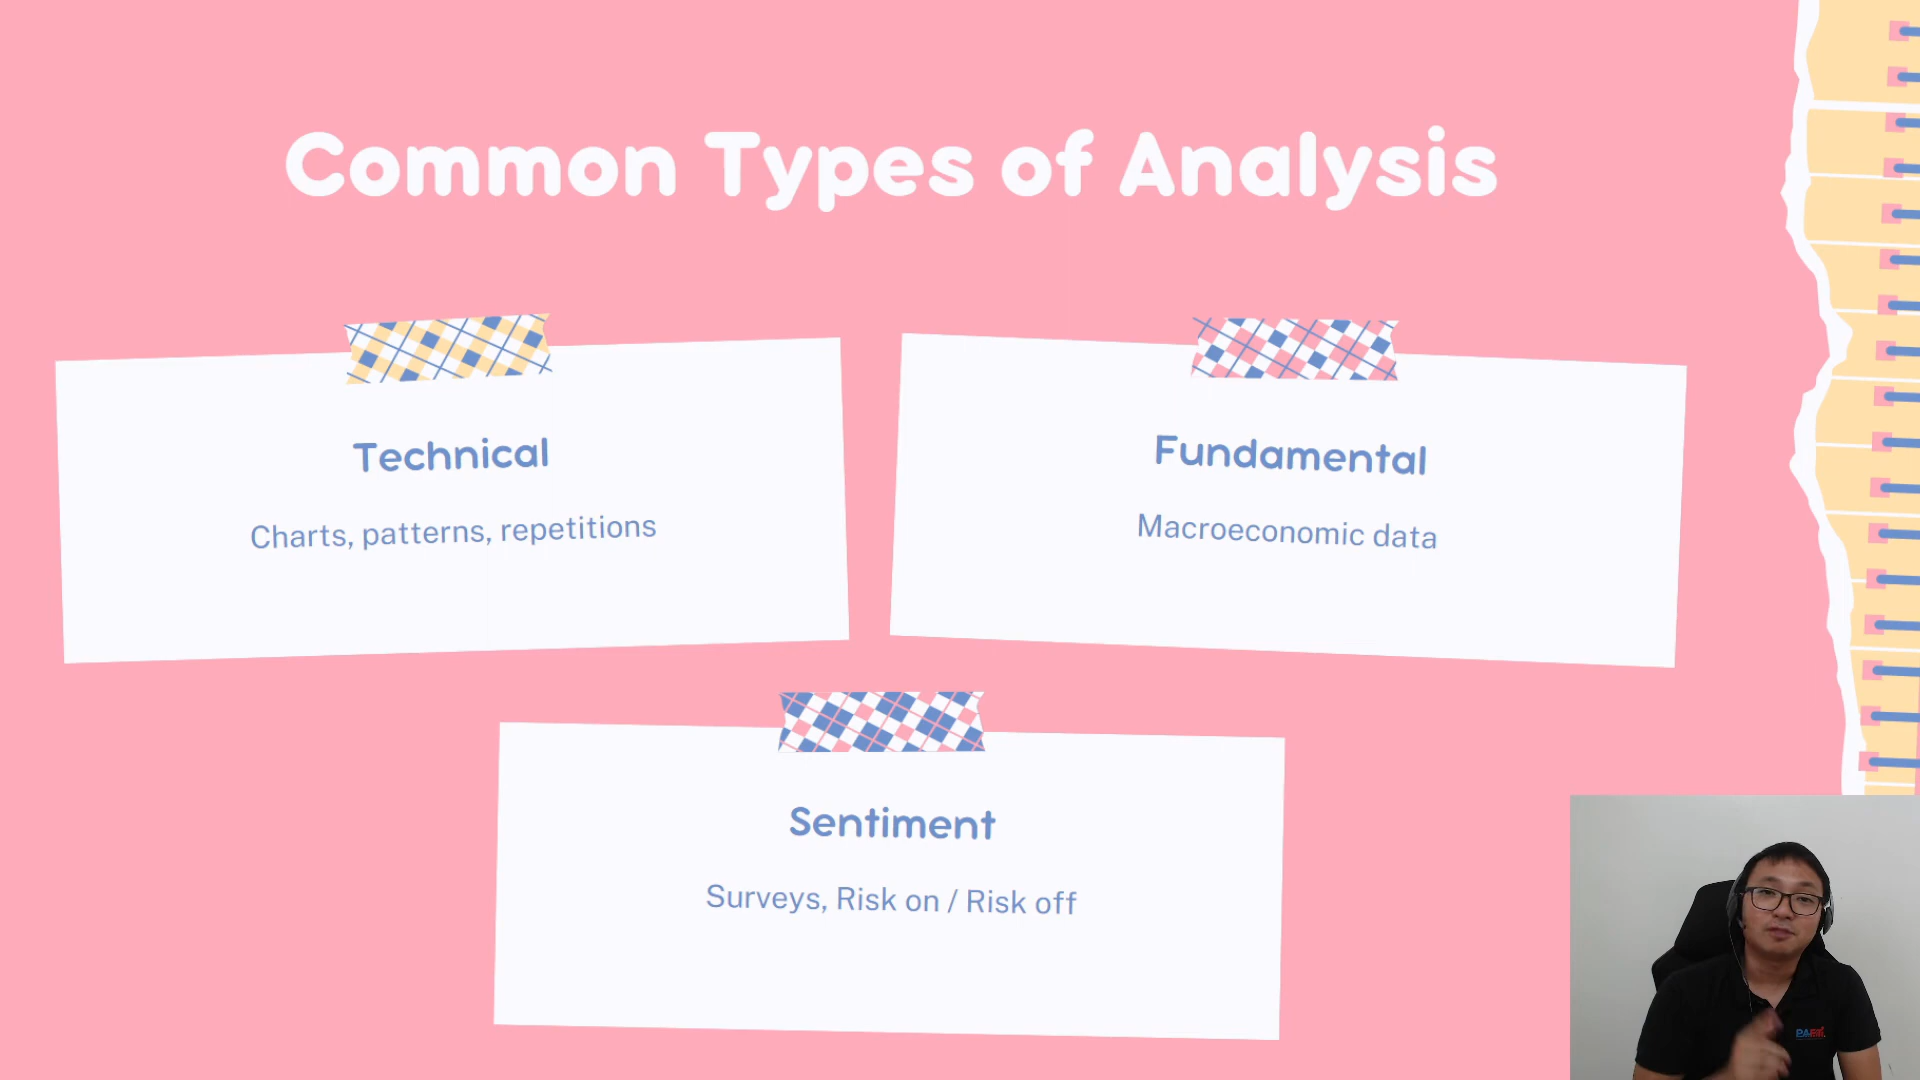 Common Types of Analysis
Technical
Charts, patterns, repetitions
Fundamental
Macroeconomic data
Sentiment
Surveys, Risk on / Risk off